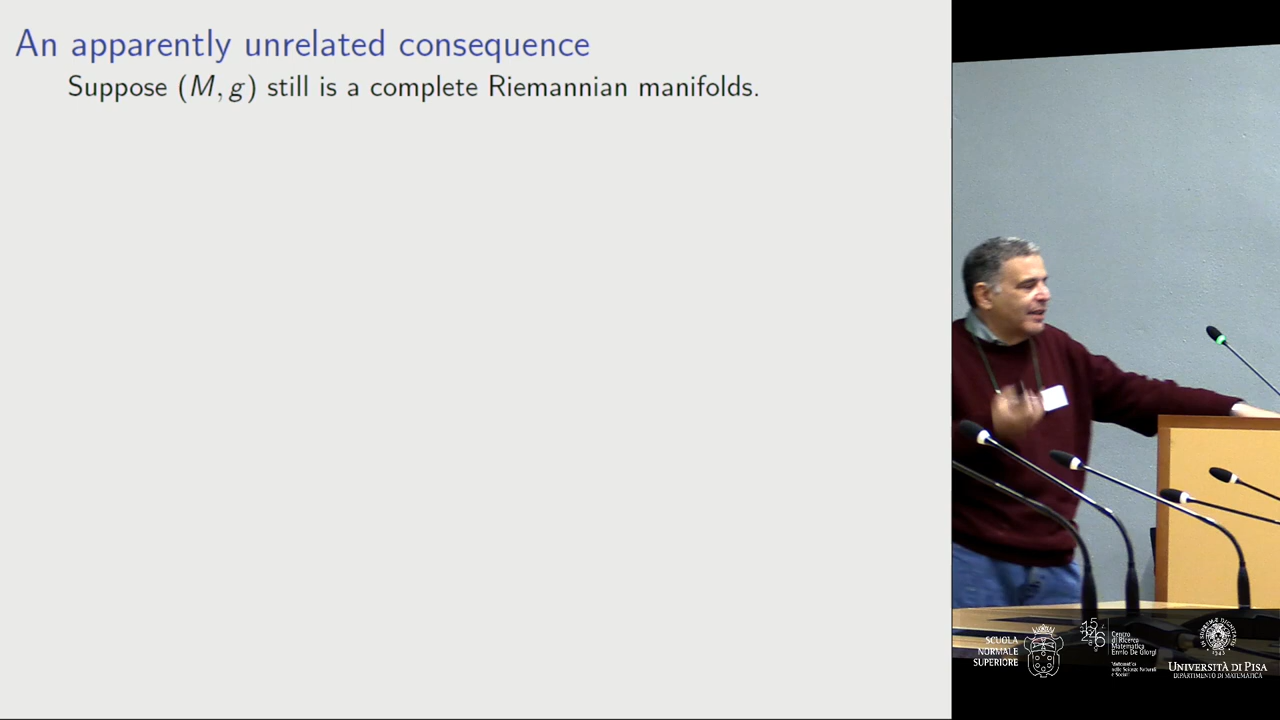 An apparently unrelated consequence
Suppose (M, g) still is a complete Riemannian manifolds.
SCUOLA
NORMALE
SUPERIORE
Centro
di Ricerca
Matematica
Ennio De Giorgi
UNIVERSITÀ DI PISA
DIPARTIMENTO DI MATEMATICA